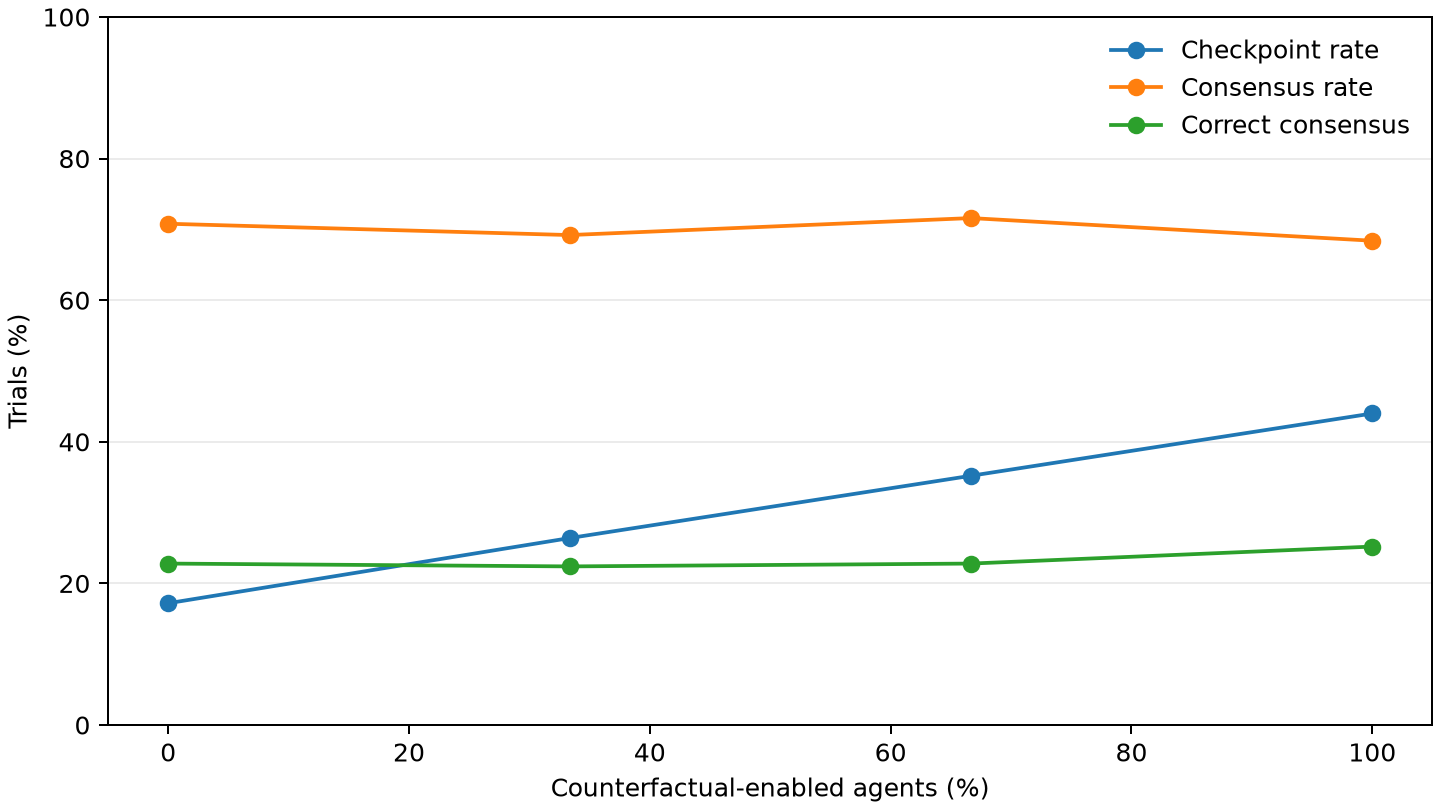 100
80
60
40
20
0
Trials (%)
Checkpoint rate
Consensus rate
Correct consensus
0 20 40 60 80 100
Counterfactual-enabled agents (%)